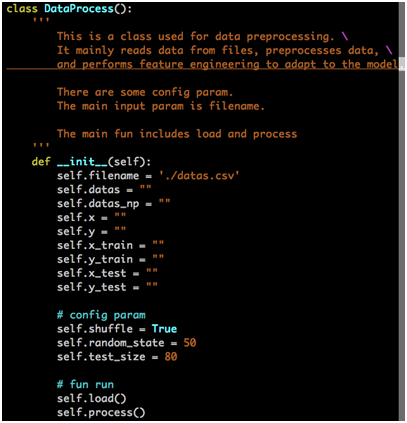 class DataProcess():
    '''
        This is a class used for data preprocessing. \
        It mainly reads data from files, preprocesses data, \
        and performs feature engineering to adapt to the model.

        There are some config param.
        The main input param is filename.

        The main fun includes load and process
    '''
    def __init__(self):
        self.filename = './datas.csv'
        self.datas = ""
        self.datas_np = ""
        self.x = ""
        self.y = ""
        self.x_train = ""
        self.y_train = ""
        self.x_test = ""
        self.y_test = ""

        # config param
        self.shuffle = True
        self.random_state = 50
        self.test_size = 80

        # fun run
        self.load()
        self.process()